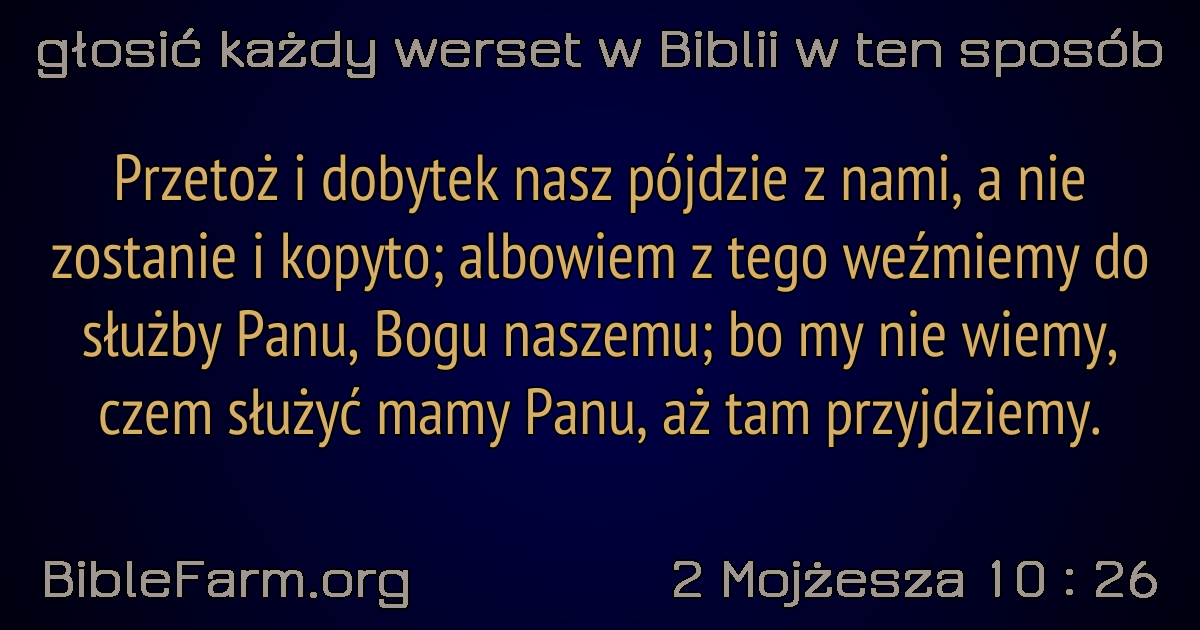 głosić każdy werset w Biblii w ten sposób
Przetoż i dobytek nasz pójdzie z nami, a nie
zostanie i kopyto; albowiem z tego weźmiemy do
służby Panu, Bogu naszemu; bo my nie wiemy,
czem służyć mamy Panu, aż tam przyjdziemy.
BibleFarm.org
2 Mojżesza 10 : 26